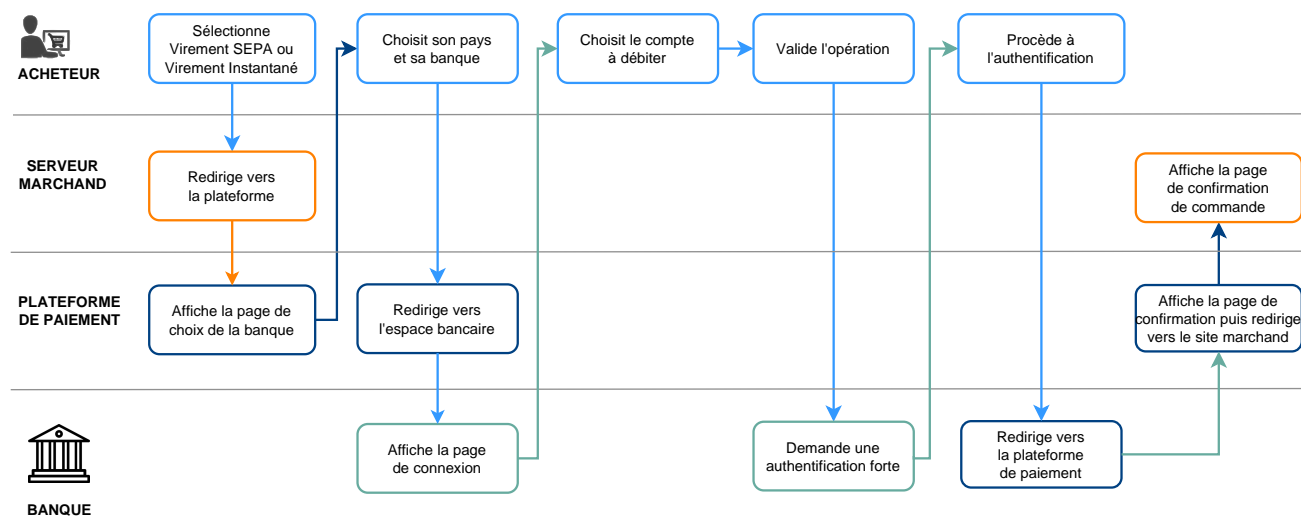 ACHETEUR
Sélectionne
Virement SEPA ou
Virement Instantané
Choisit son pays
et sa banque
Choisit le compte
à débiter
Valide l'opération
Procède à
l'authentification
SERVEUR
MARCHAND
Redirige vers
la plateforme
Affiche la page
de confirmation
de commande
PLATEFORME
DE PAIEMENT
Affiche la page de
choix de la banque
Redirige vers
l'espace bancaire
Affiche la page de
confirmation puis redirige
vers le site marchand
BANQUE
Affiche la page
de connexion
Demande une
authentification forte
Redirige vers
la plateforme
de paiement